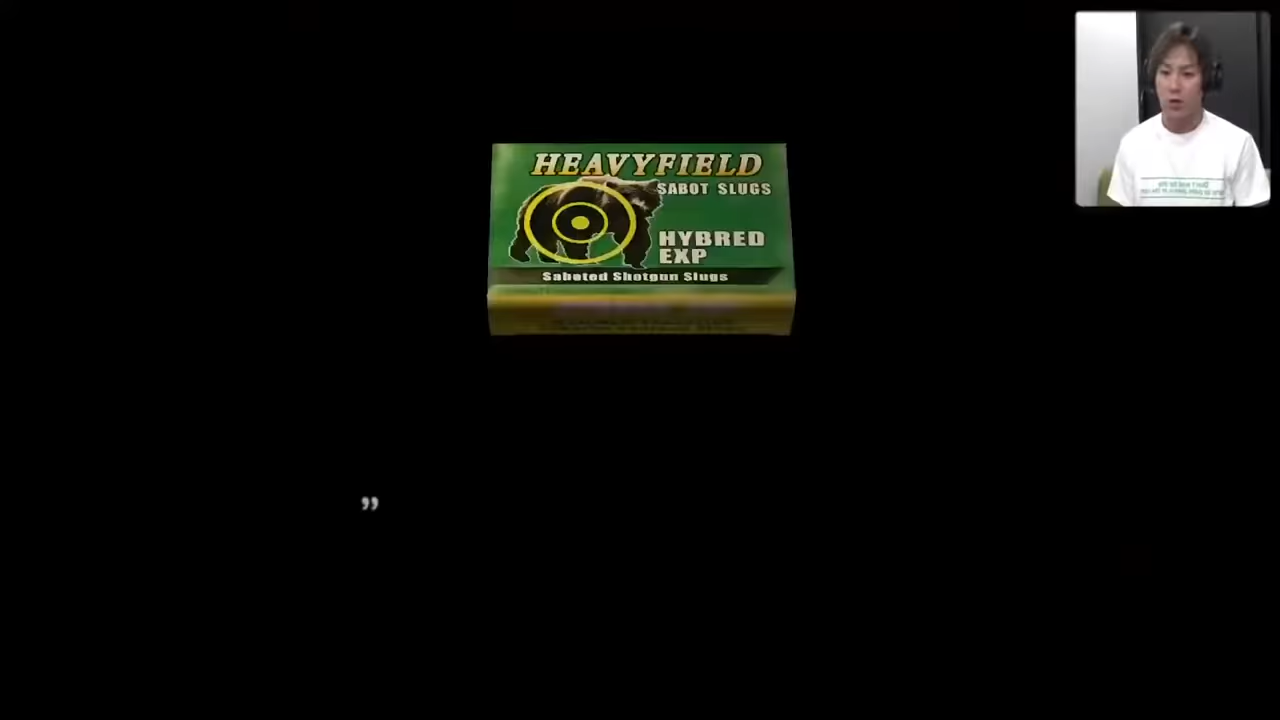 HEAVYFIELD
SABOT SLUGS
HYBRED
EXP
Saboted Shotgun Slugs
”